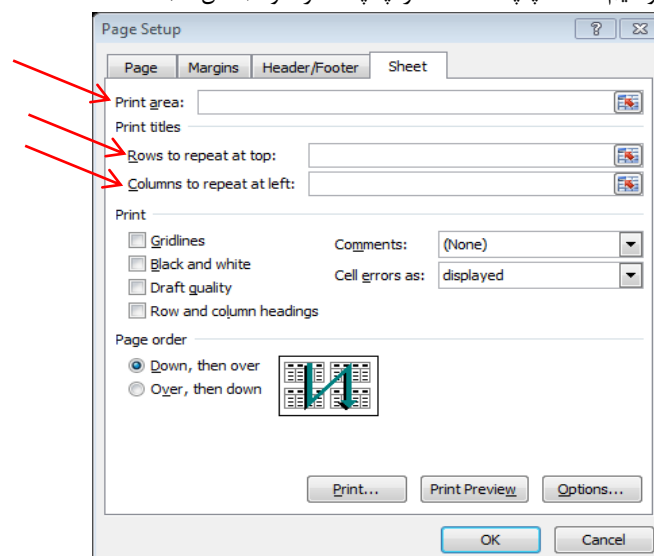 Page Setup
Page Margins Header/Footer Sheet
Print area:
Print titles
Rows to repeat at top:
Columns to repeat at left:
Print
Gridlines
Comments: (None)
Black and white
Cell errors as: displayed
Draft quality
Row and column headings
Page order
Down, then over
Over, then down
Print... Print Preview Options...
OK Cancel